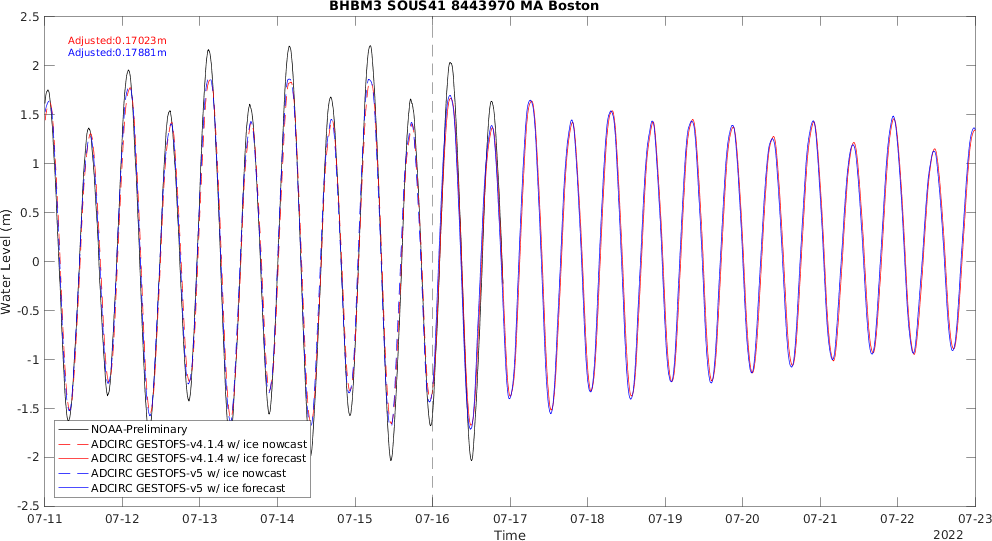 BHBM3 SOUS41 8443970 MA Boston
Adjusted:0.17023m
Adjusted:0.17881m
2.5
2
1.5
1
0.5
0
-0.5
-1
-1.5
-2
-2.5
Water Level (m)
NOAA-Preliminary
ADCIRC GESTOFS-v4.1.4 w/ ice nowcast
ADCIRC GESTOFS-v4.1.4 w/ ice forecast
ADCIRC GESTOFS-v5 w/ ice nowcast
ADCIRC GESTOFS-v5 w/ ice forecast
07-11 07-12 07-13 07-14 07-15 07-16 07-17 07-18 07-19 07-20 07-21 07-22 07-23
Time
2022